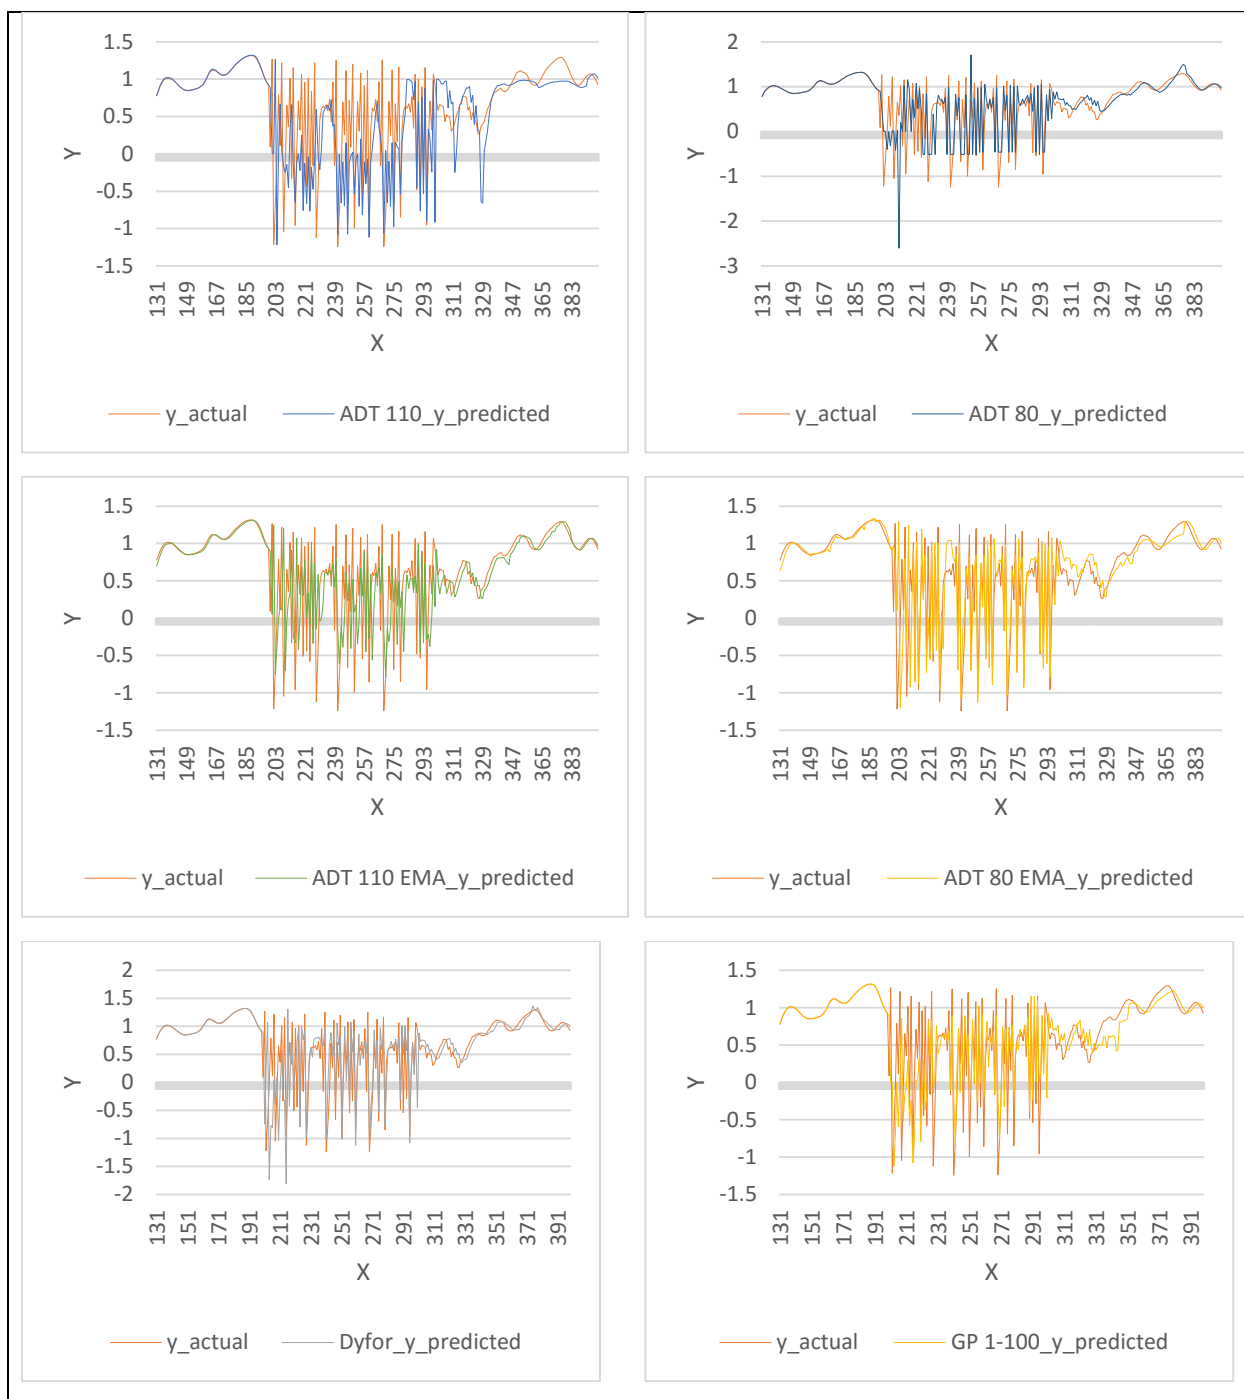 1.5
1
0.5
0
-0.5
-1
-1.5
Y
131 149 167 185 203 221 239 257 275 293 311 329 347 365 383
X
y_actual ADT 110_y_predicted
2
1
0
-1
-2
-3
Y
131 149 167 185 203 221 239 257 275 293 311 329 347 365 383
X
y_actual ADT 80_y_predicted
1.5
1
0.5
0
-0.5
-1
-1.5
Y
131 149 167 185 203 221 239 257 275 293 311 329 347 365 383
X
y_actual ADT 110 EMA_y_predicted
1.5
1
0.5
0
-0.5
-1
-1.5
Y
131 149 167 185 203 221 239 257 275 293 311 329 347 365 383
X
y_actual ADT 80 EMA_y_predicted
2
1.5
1
0.5
0
-0.5
-1
-1.5
-2
Y
131 151 171 191 211 231 251 271 291 311 331 351 371 391
X
y_actual Dyfor_y_predicted
1.5
1
0.5
0
-0.5
-1
-1.5
Y
131 151 171 191 211 231 251 271 291 311 331 351 371 391
X
y_actual GP 1-100_y_predicted